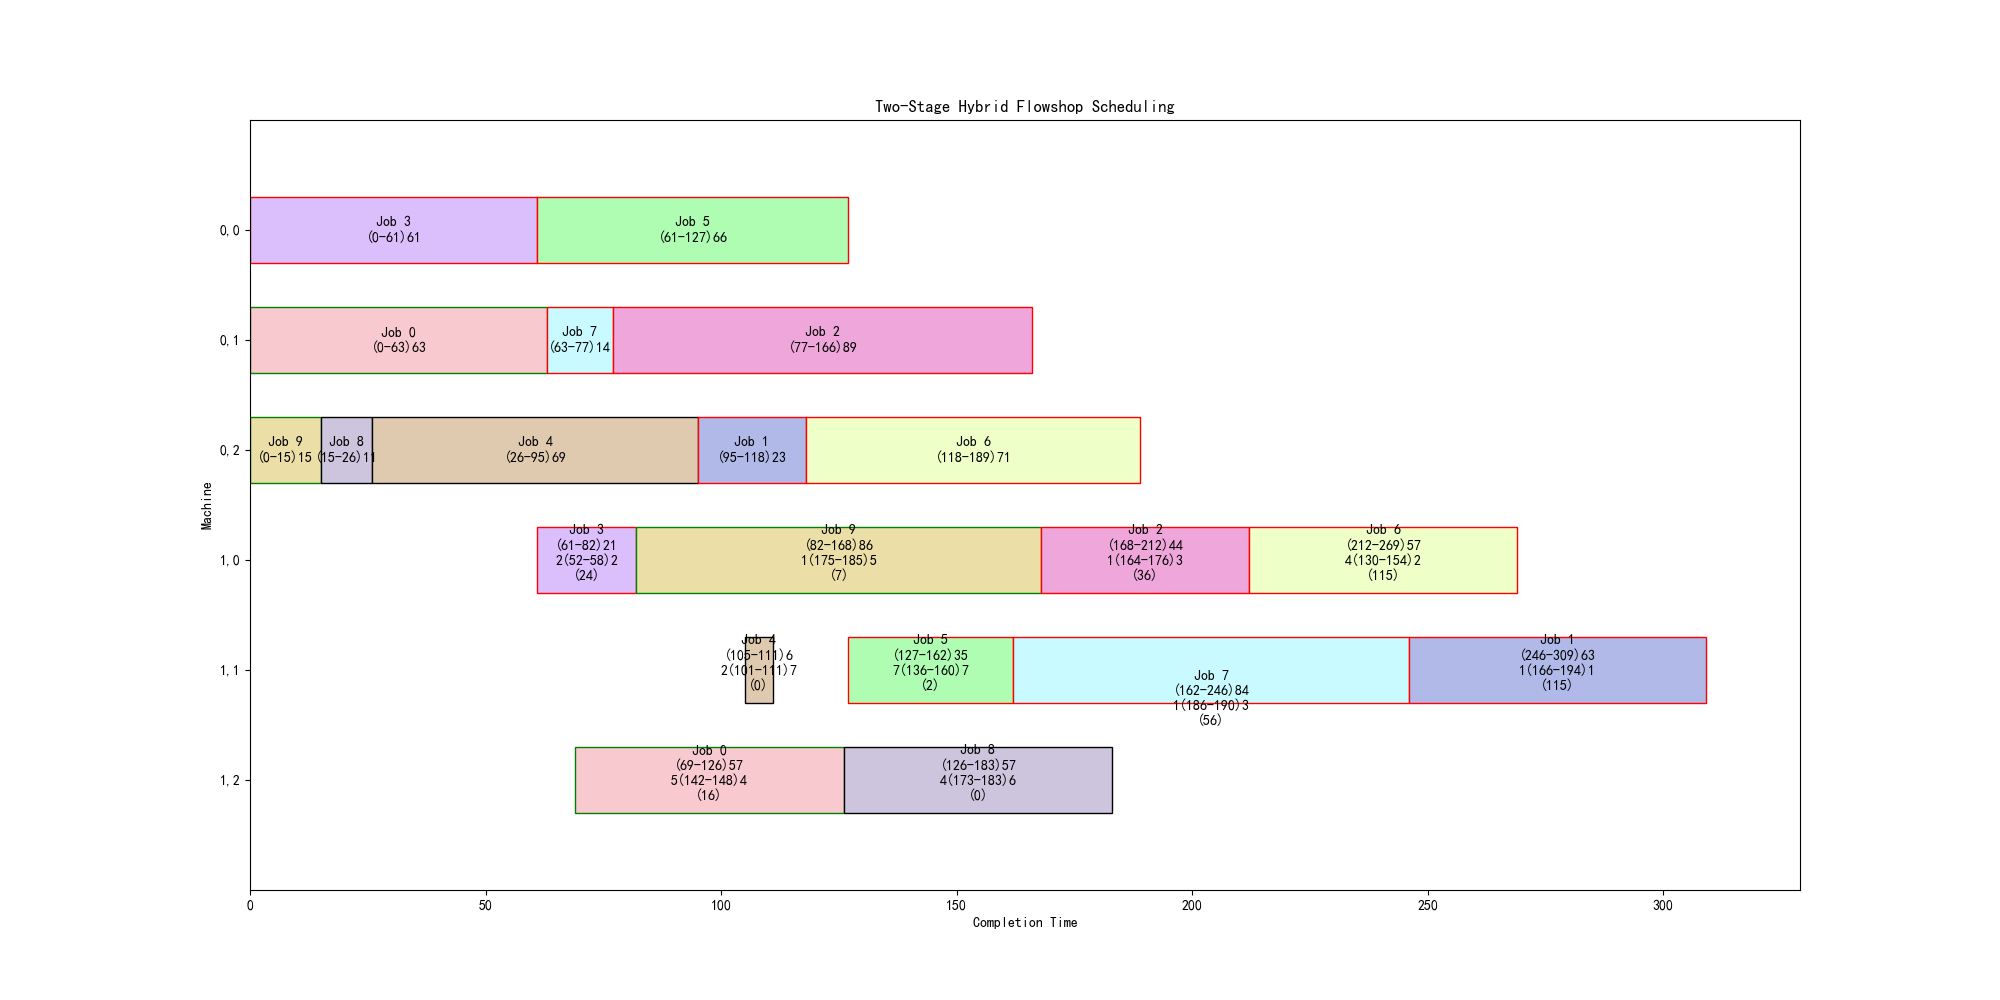 Two-Stage Hybrid Flowshop Scheduling
Machine
0,0
Job 3
(0-61)61
Job 5
(61-127)66
0,1
Job 0
(0-63)63
Job 7
(63-77)14
Job 2
(77-166)89
0,2
Job 9
(0-15)15
Job 8
(15-26)11
Job 4
(26-95)69
Job 1
(95-118)23
Job 6
(118-189)71
1,0
Job 3
(61-82)21
2(52-58)2
(24)
Job 9
(82-168)86
1(175-185)5
(7)
Job 2
(168-212)44
1(164-176)3
(36)
Job 6
(212-269)57
4(130-154)2
(115)
1,1
Job 4
(105-111)6
2(101-111)7
(0)
Job 5
(127-162)35
7(136-160)7
(2)
Job 7
(162-246)84
1(186-190)3
(56)
Job 1
(246-309)63
1(166-194)1
(115)
1,2
Job 0
(69-126)57
5(142-148)4
(16)
Job 8
(126-183)57
4(173-183)6
(0)
0 50 100 150 200 250 300
Completion Time